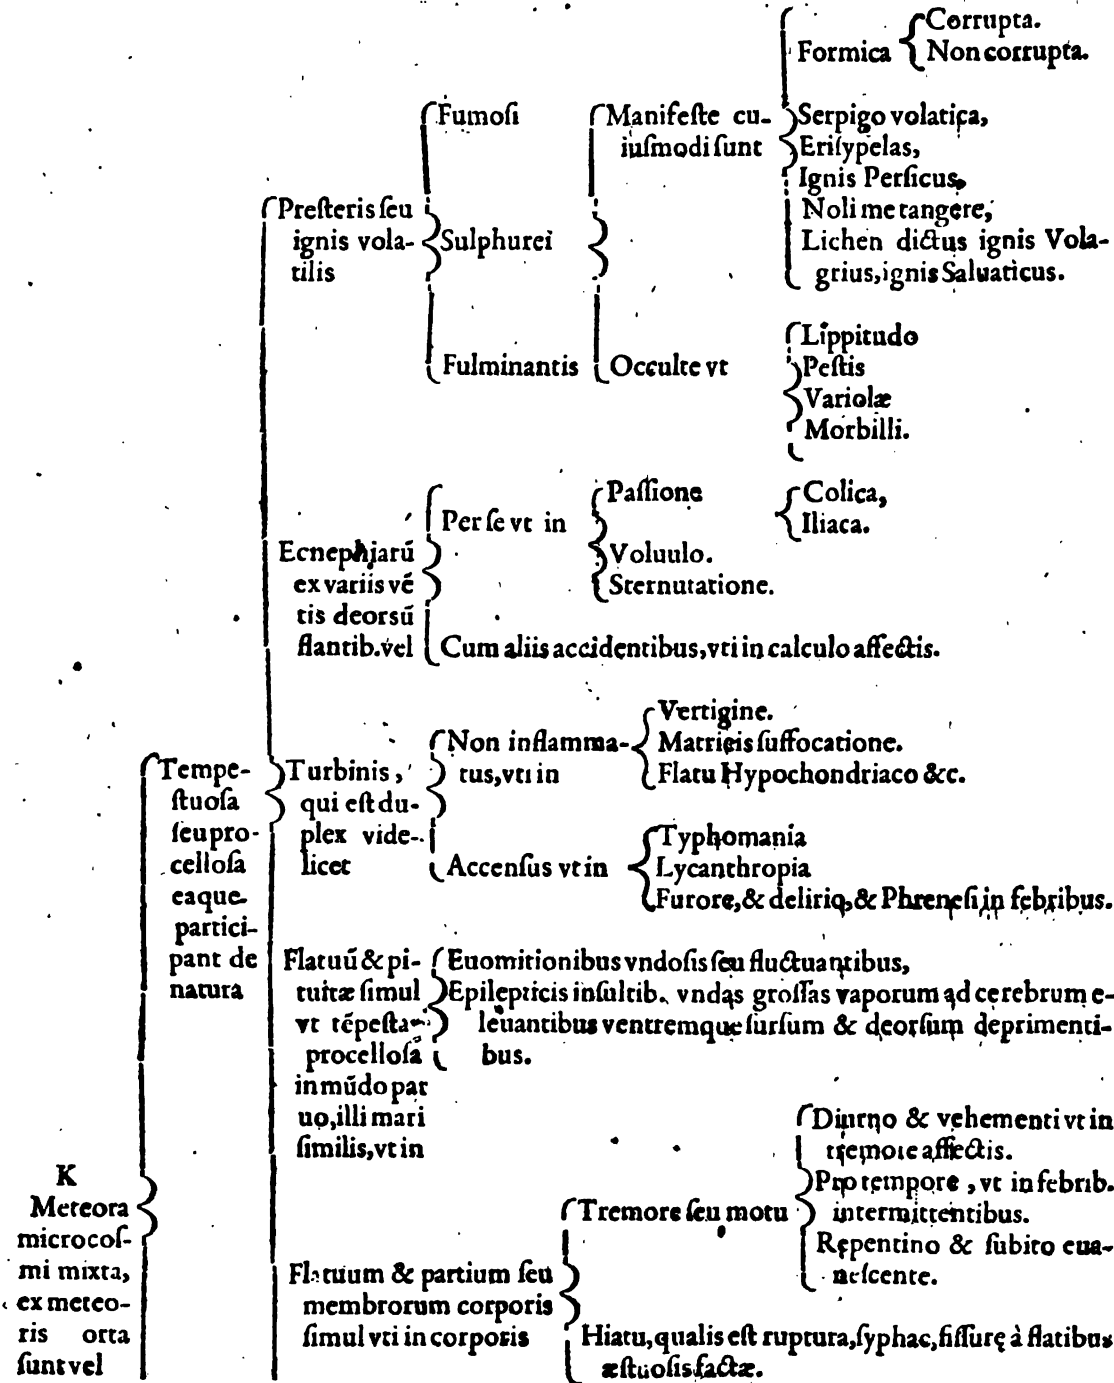 Corrupta.
Formica
Non corrupta.
Fumoſi
Manifeſte cu-
iuſmodi ſunt
Serpigo volatica,
Eriſypelas,
Ignis Perſicus,
Noli me tangere,
Lichen dictus ignis Vola-
grius, ignis Saluaticus.
Preſteris ſeu
ignis vola-
tilis
Sulphurei
Fulminantis
Occulte vt
Lippitudo
Peſtis
Variolæ
Morbilli.
Ecnephiarū
ex variis vē
tis deorsū
flantib. vel
Per ſe vt in
Paſſione
Colica,
Iliaca.
Voluulo.
Sternutatione.
Cum aliis accidentibus, vti in calculo affectis.
Tempe-
ſtuoſa
ſeu pro-
celloſa
eaque
partici-
pant de
natura
Turbinis,
qui eſt du-
plex vide-
licet
Non inflamma-
tus, vti in
Vertigine.
Matricis ſuffocatione.
Flatu Hypochondriaco &c.
Accenſus vt in
Typhomania
Lycanthropia
Furore, & delirio, & Phreneſi in febribus.
Flatuū & pi-
tuitæ ſimul
vt tēpeſta
procelloſa
in mūdo par
uo, illi mari
ſimilis, vt in
Euomitionibus vndoſis ſeu fluctuantibus,
Epilepticis inſultib. vndas groſſas vaporum ad cerebrum e-
leuantibus ventremque ſurſum & deorſum deprimenti-
bus.
K
Meteora
microcoſ-
mi mixta,
ex meteo-
ris orta
ſunt vel
Flatuum & partium ſeu
membrorum corporis
ſimul vti in corporis
Tremore ſeu motu
Diurno & vehementi vt in
tremore affectis.
Pro tempore, vt in febrib.
intermittentibus.
Repentino & ſubito eua-
neſcente.
Hiatu, qualis eſt ruptura, ſyphac, fiſſurę à flatibus
æſtuoſis factæ.